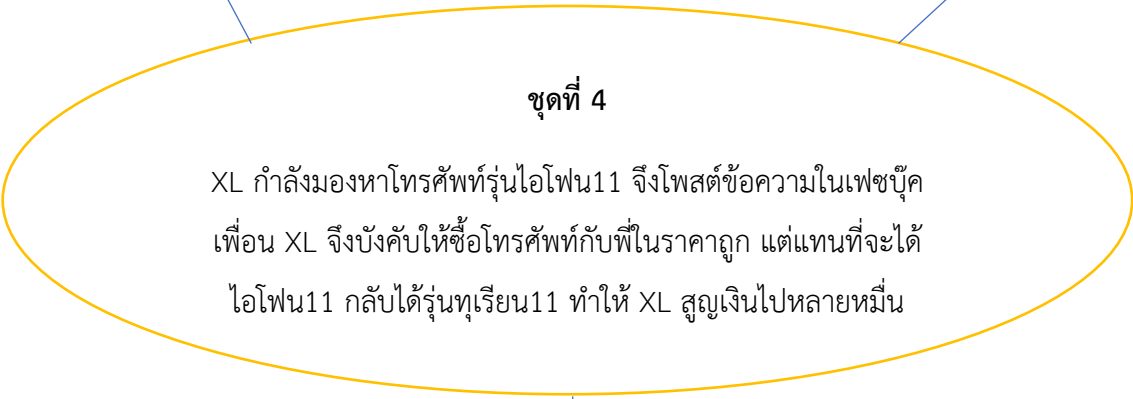 ชุดที่ 4
XL กำลังมองหาโทรศัพท์รุ่นไอโฟน11 จึงโพสต์ข้อความในเฟซบุ๊ค
เพื่อน XL จึงบังคับให้ซื้อโทรศัพท์กับพี่ในราคาถูก แต่แทนที่จะได้
ไอโฟน11 กลับได้รุ่นทุเรียน11 ทำให้ XL สูญเงินไปหลายหมื่น